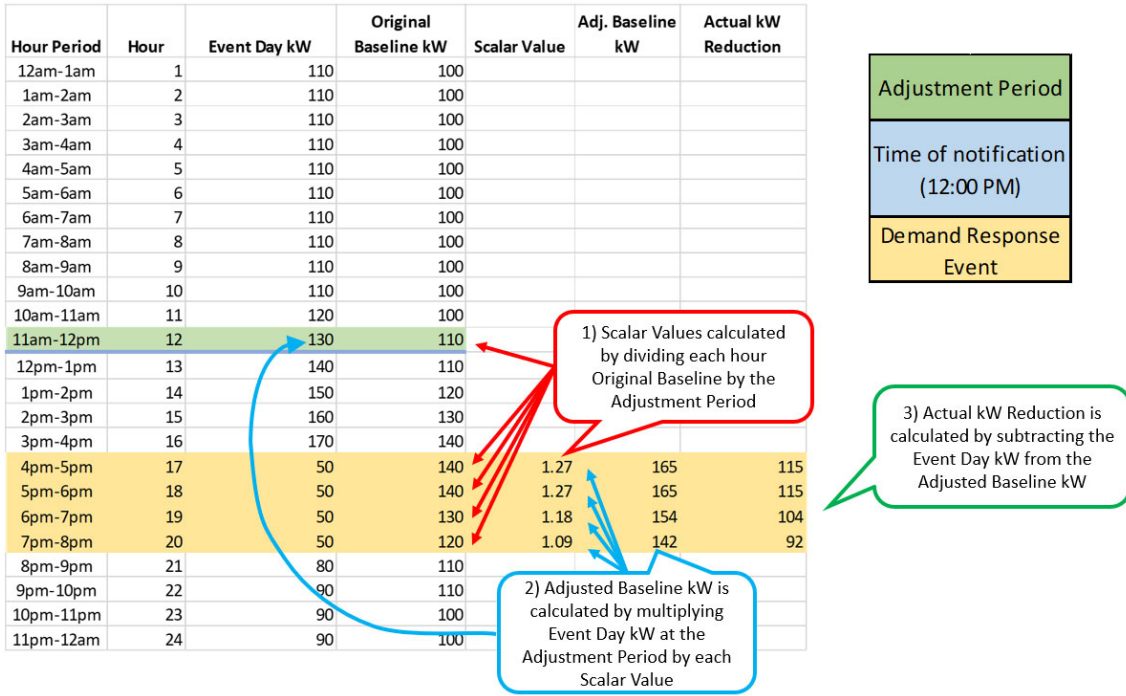 Original
Adj. Baseline
Actual kW
Hour Period Hour Event Day kW Baseline kW Scalar Value kW Reduction
12am-1am 1 110 100
1am-2am 2 110 100
2am-3am 3 110 100
3am-4am 4 110 100
4am-5am 5 110 100
5am-6am 6 110 100
6am-7am 7 110 100
7am-8am 8 110 100
8am-9am 9 110 100
9am-10am 10 110 100
10am-11am 11 120 100
11am-12pm 12 130 110
12pm-1pm 13 140 110
1pm-2pm 14 150 120
2pm-3pm 15 160 130
3pm-4pm 16 170 140
4pm-5pm 17 50 140 1.27 165 115
5pm-6pm 18 50 140 1.27 165 115
6pm-7pm 19 50 130 1.18 154 104
7pm-8pm 20 50 120 1.09 142 92
8pm-9pm 21 80 110
9pm-10pm 22 90 110
10pm-11pm 23 90 100
11pm-12am 24 90 100
Adjustment Period
Time of notification
(12:00 PM)
Demand Response
Event
1) Scalar Values calculated
by dividing each hour
Original Baseline by the
Adjustment Period
2) Adjusted Baseline kW is
calculated by multiplying
Event Day kW at the
Adjustment Period by each
Scalar Value
3) Actual kW Reduction is
calculated by subtracting the
Event Day kW from the
Adjusted Baseline kW